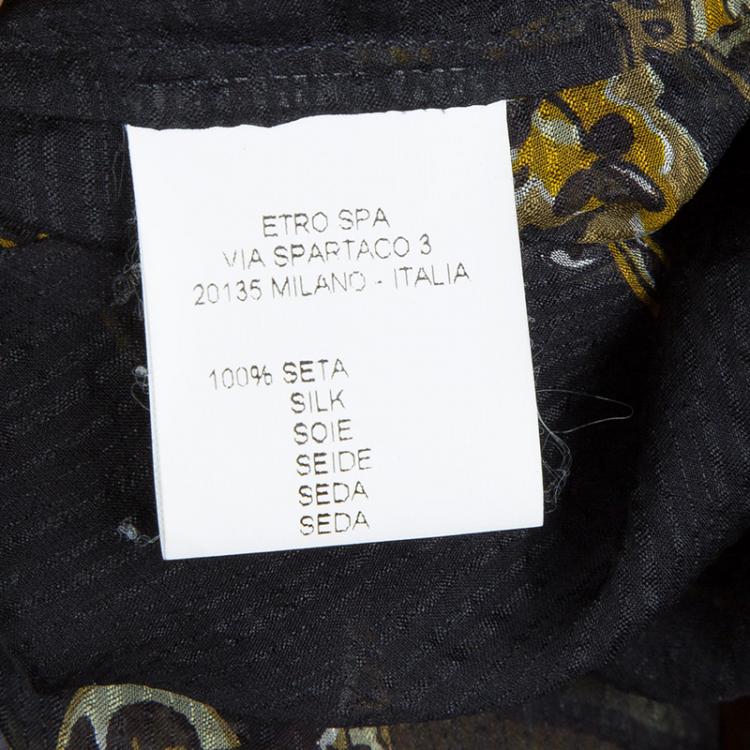 ETRO SPA
VIA SPARTACO 3
20135 MILANO - ITALIA
100% SETA
SILK
SOIE
SEIDE
SEDA
SEDA